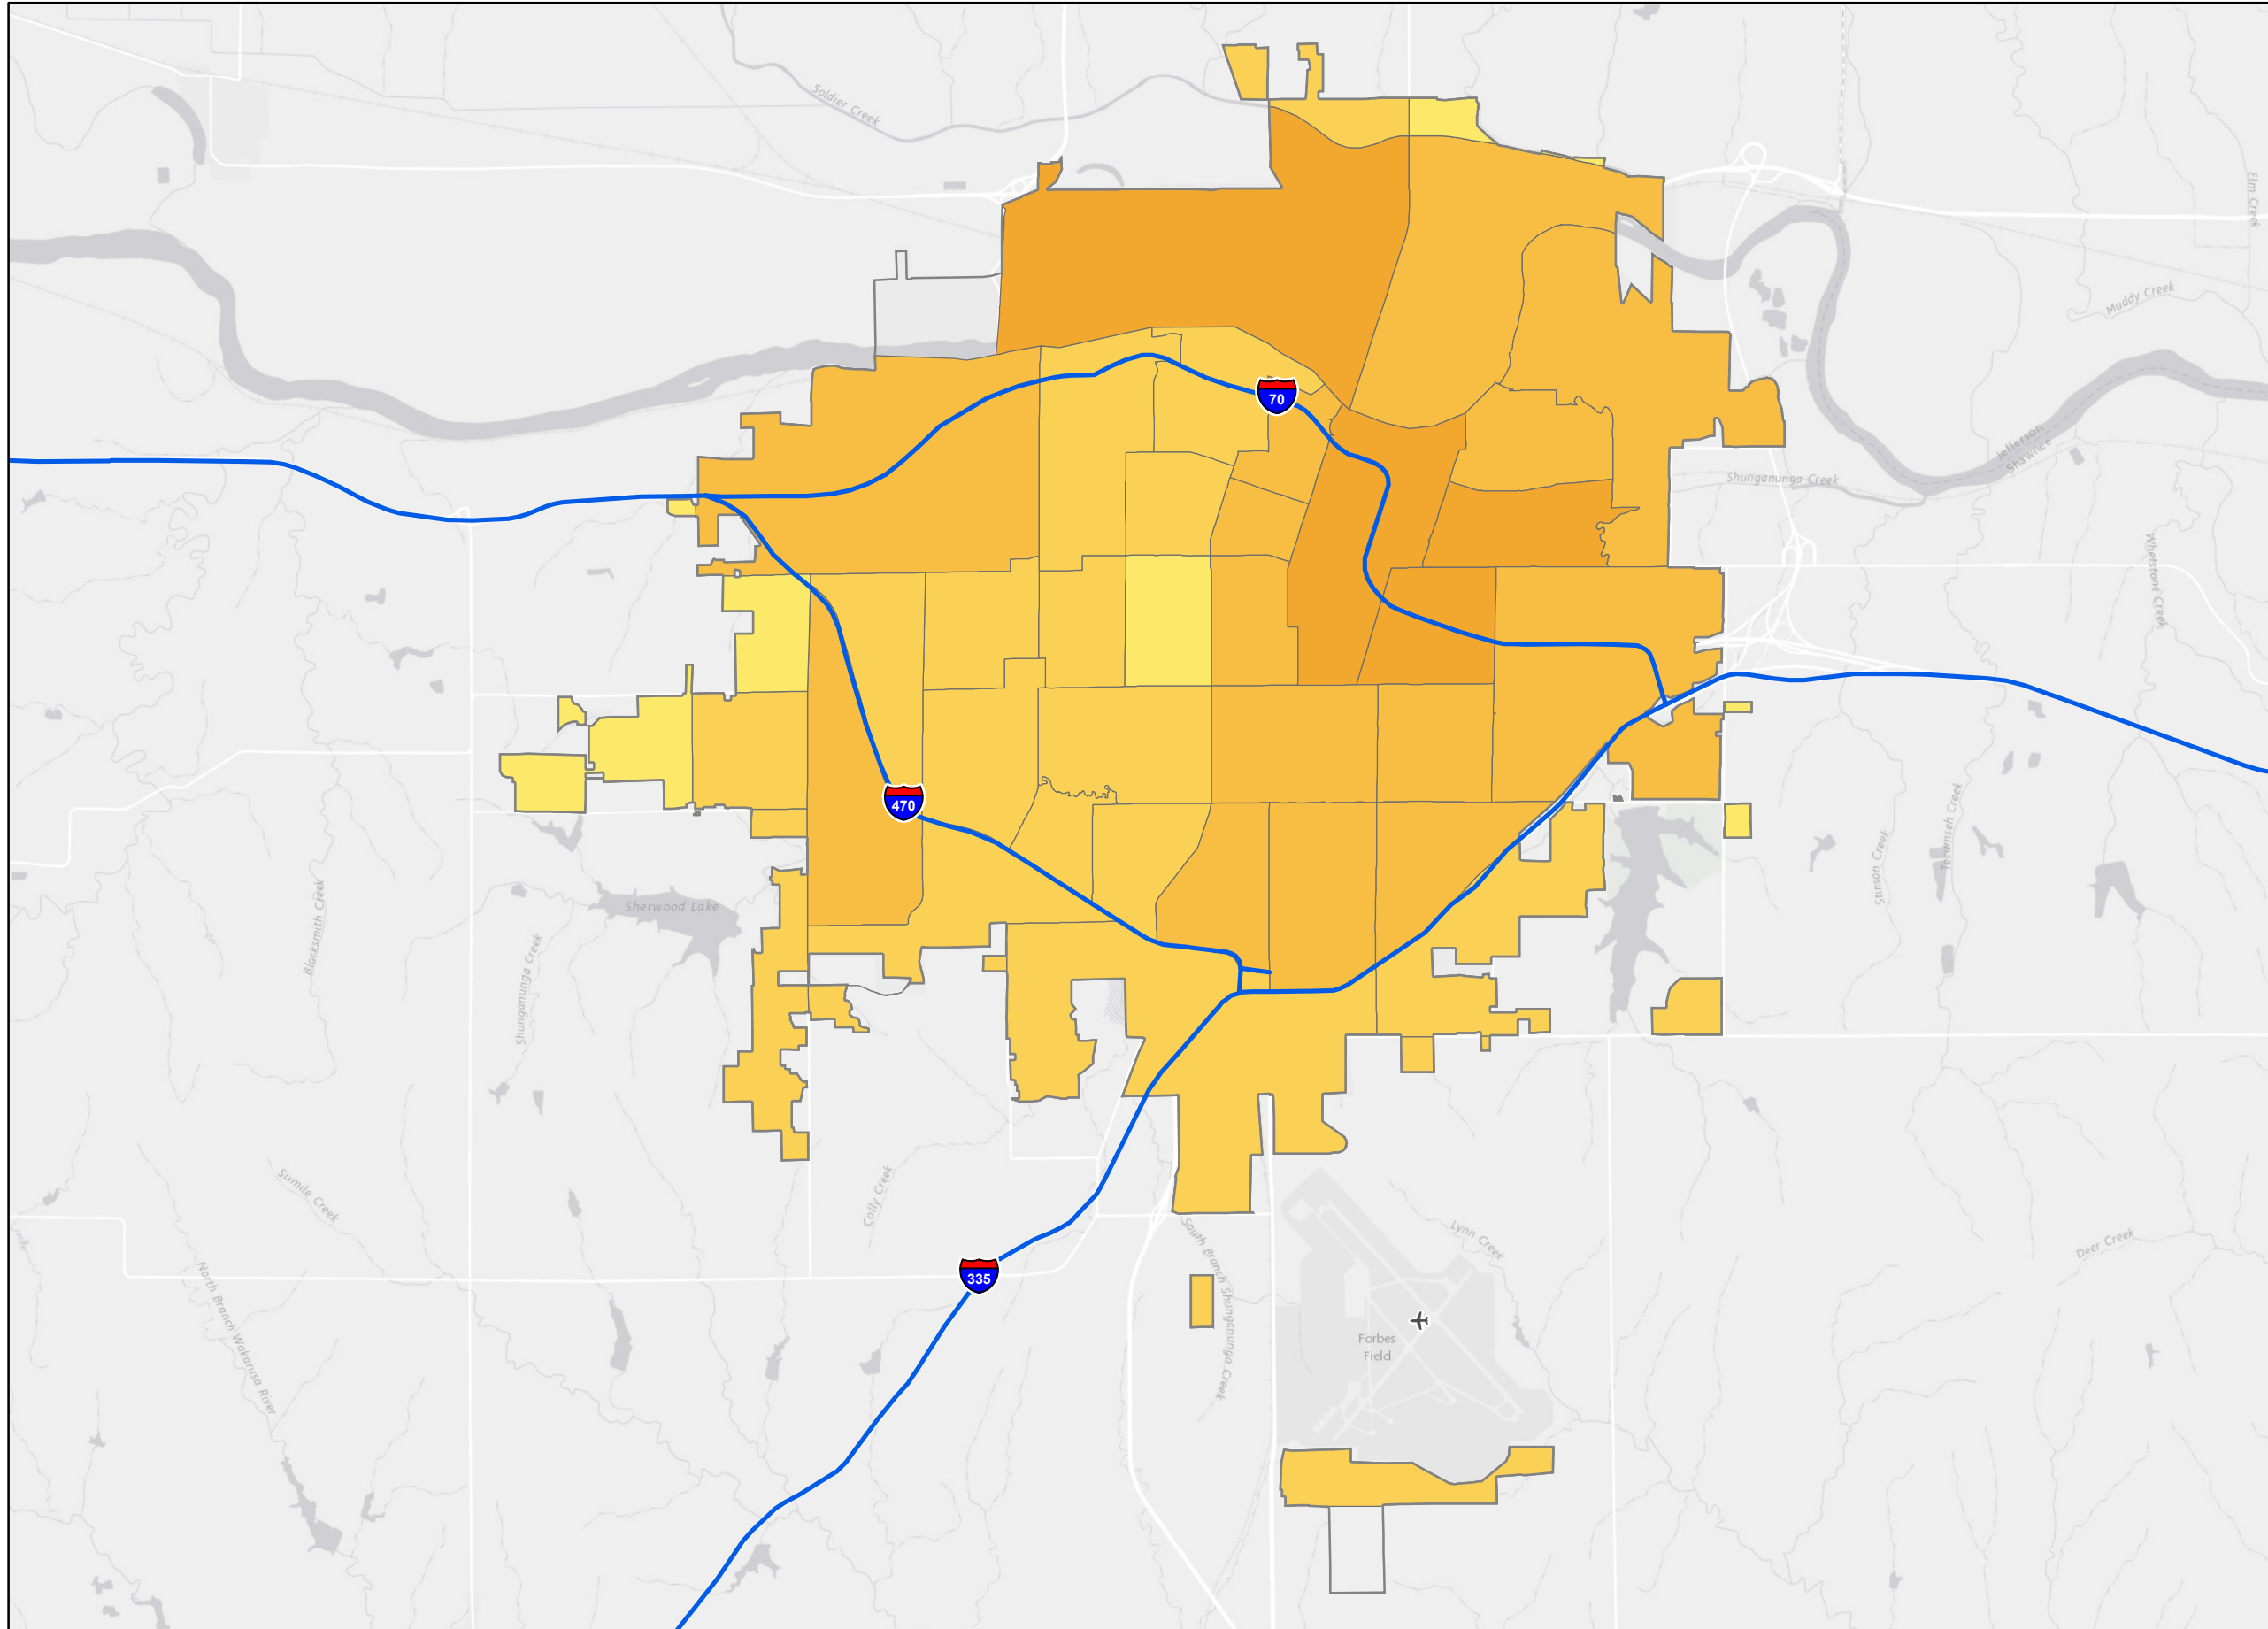 Soldier Creek
Elm Creek
Muddy Creek
70
Jefferson
Shawnee
Shunganunga Creek
Whetstone Creek
470
Stinson Creek
Tecumseh Creek
Sherwood Lake
Blacksmith Creek
Shunganunga Creek
Sixmile Creek
Colly Creek
South Branch Shunganunga Creek
Lynn Creek
Deer Creek
North Branch Wakarusa River
335
Forbes
Field